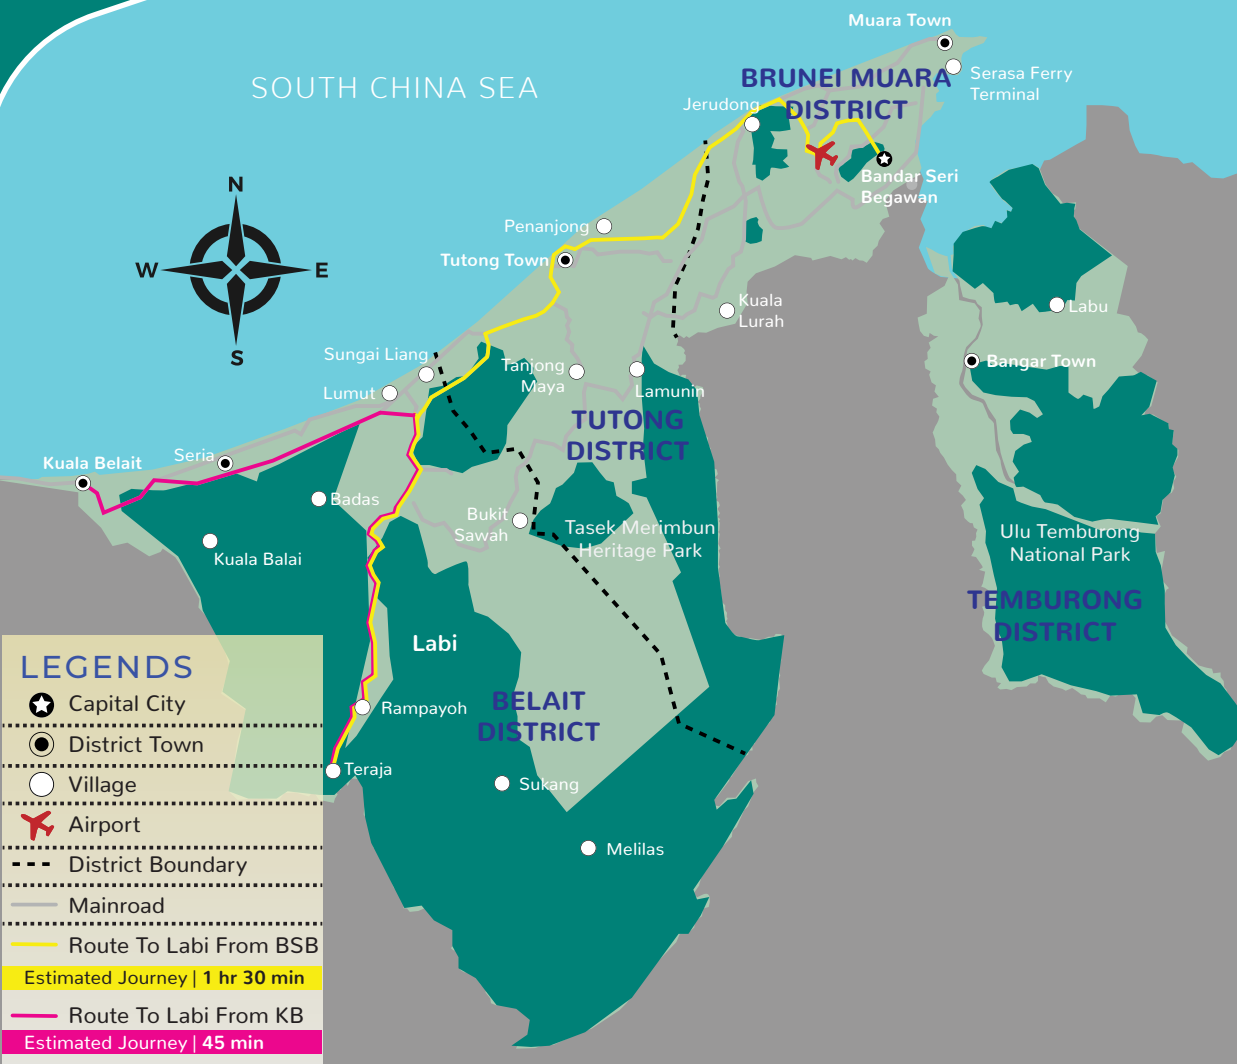 Muara Town
SOUTH CHINA SEA
BRUNEI MUARA
DISTRICT
Serasa Ferry
Terminal
Jerudong
Bandar Seri
Begawan
N
W
E
S
Penanjong
Tutong Town
Kuala
Lurah
Labu
Bangar Town
Sungai Liang
Tanjong
Maya
Lumut
Lamunin
TUTONG
DISTRICT
Kuala Belait
Seria
Badas
Bukit
Sawah
Tasek Merimbun
Heritage Park
Kuala Balai
Ulu Temburong
National Park
TEMBURONG
DISTRICT
Labi
BELAIT
DISTRICT
Rampayoh
Teraja
Sukang
Melilas
LEGENDS
Capital City
District Town
Village
Airport
District Boundary
Mainroad
Route To Labi From BSB
Estimated Journey | 1 hr 30 min
Route To Labi From KB
Estimated Journey | 45 min